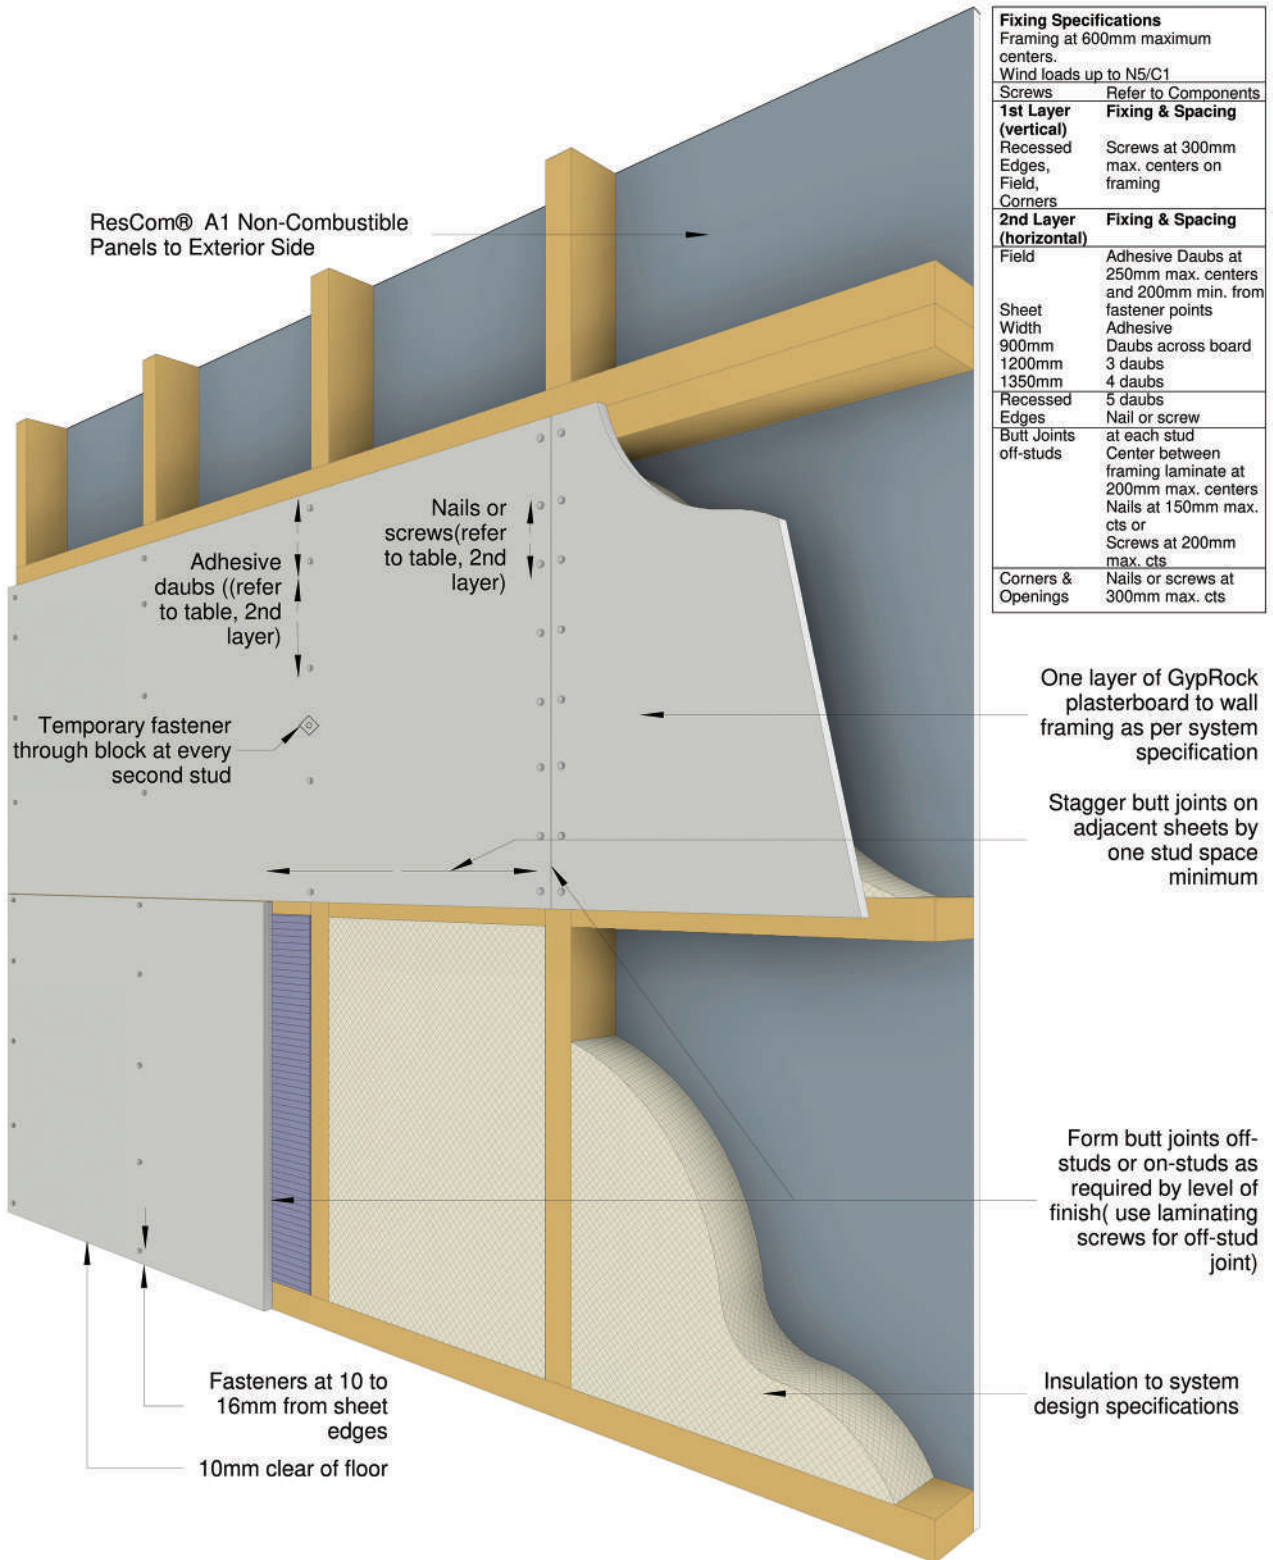 Fixing Specifications
Framing at 600mm maximum
centers.
Wind loads up to N5/C1
Screws Refer to Components
1st Layer Fixing & Spacing
(vertical)
Recessed Screws at 300mm
Edges, max. centers on
Field, framing
Corners
2nd Layer Fixing & Spacing
(horizontal)
Field Adhesive Daubs at
250mm max. centers
and 200mm min. from
Sheet fastener points
Width Adhesive
900mm Daubs across board
1200mm 3 daubs
1350mm 4 daubs
Recessed 5 daubs
Edges Nail or screw
Butt Joints at each stud
off-studs Center between
framing laminate at
200mm max. centers
Nails at 150mm max.
cts or
Screws at 200mm
max. cts
Corners & Nails or screws at
Openings 300mm max. cts
ResCom® A1 Non-Combustible
Panels to Exterior Side
Nails or
screws(refer
to table, 2nd
layer)
Adhesive
daubs ((refer
to table, 2nd
layer)
Temporary fastener
through block at every
second stud
One layer of GypRock
plasterboard to wall
framing as per system
specification
Stagger butt joints on
adjacent sheets by
one stud space
minimum
Form butt joints off-
studs or on-studs as
required by level of
finish( use laminating
screws for off-stud
joint)
Insulation to system
design specifications
Fasteners at 10 to
16mm from sheet
edges
10mm clear of floor